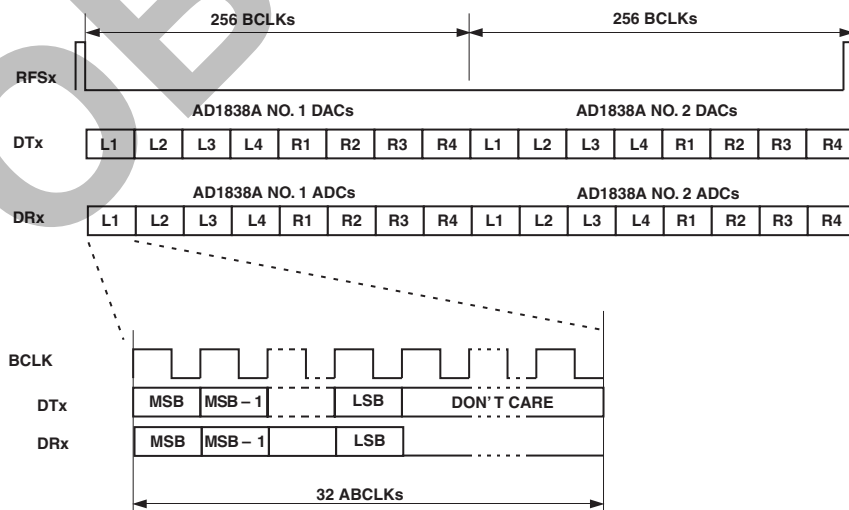 256 BCLKs 256 BCLKs
RFSx
AD1838A NO. 1 DACs AD1838A NO. 2 DACs
DTx L1 L2 L3 L4 R1 R2 R3 R4 L1 L2 L3 L4 R1 R2 R3 R4
AD1838A NO. 1 ADCs AD1838A NO. 2 ADCs
DRx L1 L2 L3 L4 R1 R2 R3 R4 L1 L2 L3 L4 R1 R2 R3 R4
BCLK
DTx MSB MSB – 1 LSB DON'T CARE
DRx MSB MSB – 1 LSB
32 ABCLKs